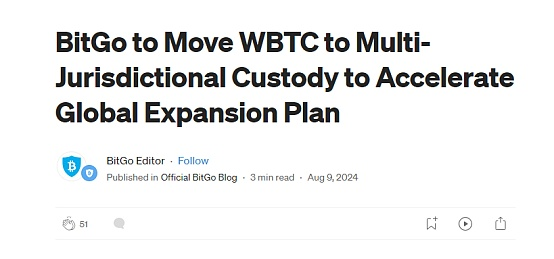 BitGo to Move WBTC to Multi-
Jurisdictional Custody to Accelerate
Global Expansion Plan
BitGo Editor · Follow
Published in Official BitGo Blog · 3 min read · Aug 9, 2024
51